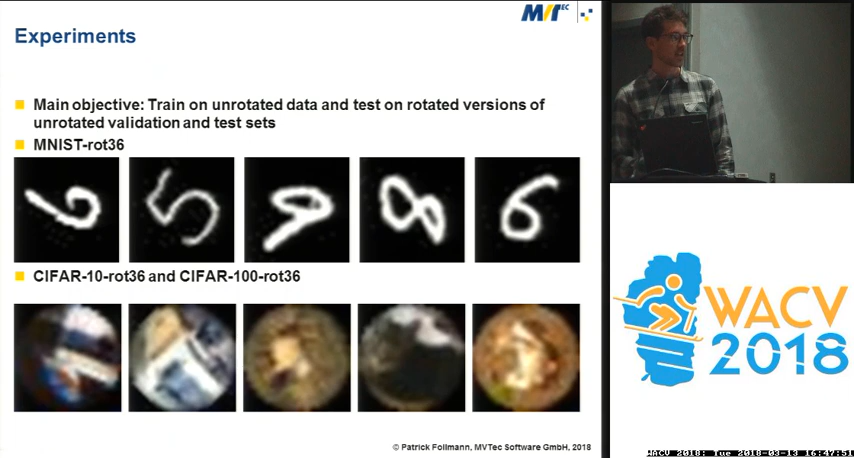 MVTEC
Experiments
Main objective: Train on unrotated data and test on rotated versions of
unrotated validation and test sets
MNIST-rot36
CIFAR-10-rot36 and CIFAR-100-rot36
© Patrick Follmann, MVTec Software GmbH, 2018
WACV
2018
WACV 2018: Tue 2018-03-13 16:47:51